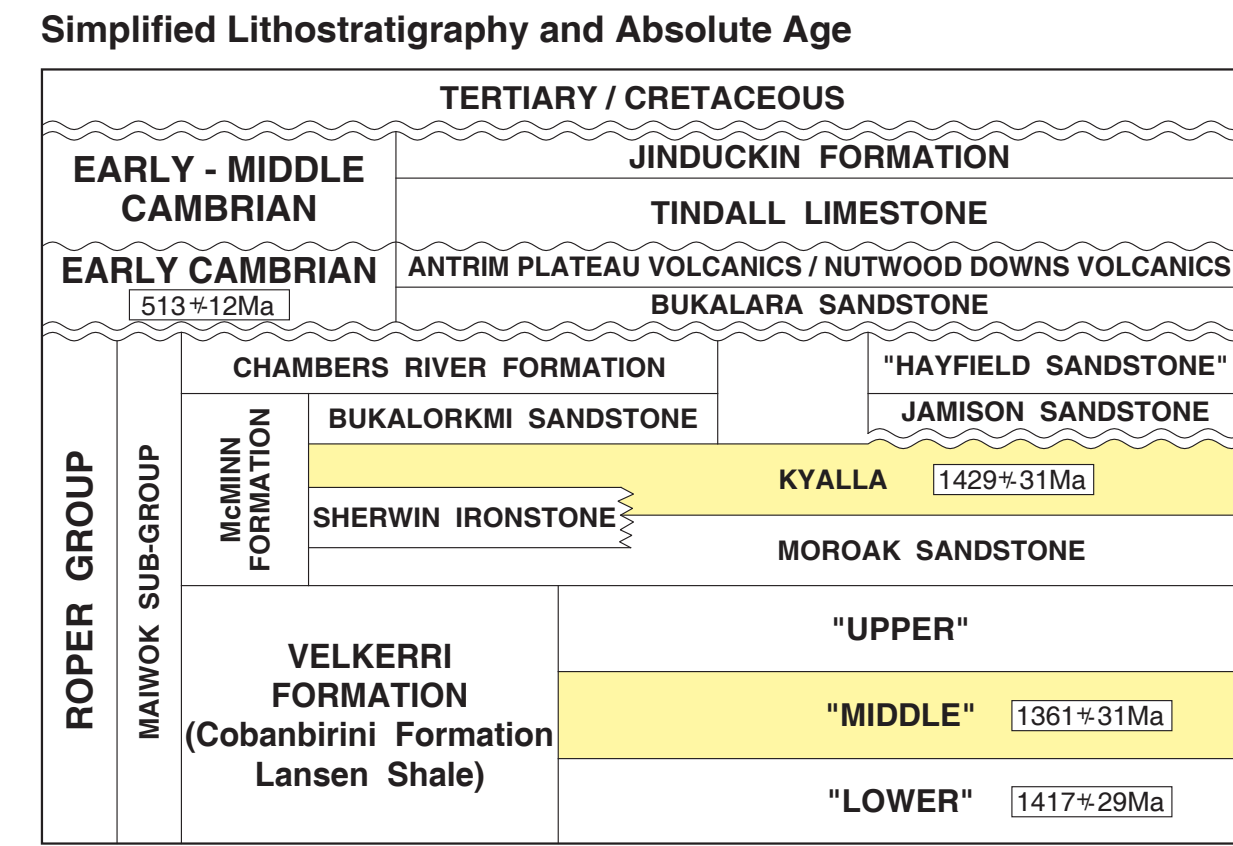 Simplified Lithostratigraphy and Absolute Age
TERTIARY / CRETACEOUS
EARLY - MIDDLE
CAMBRIAN
JINDUCKIN FORMATION
TINDALL LIMESTONE
EARLY CAMBRIAN
513 +/- 12Ma
ANTRIM PLATEAU VOLCANICS / NUTWOOD DOWNS VOLCANICS
BUKALARA SANDSTONE
ROPER GROUP
MAIWOK SUB-GROUP
CHAMBERS RIVER FORMATION
"HAYFIELD SANDSTONE"
McMINN
FORMATION
BUKALORKMI SANDSTONE
JAMISON SANDSTONE
KYALLA
1429 +/- 31Ma
SHERWIN IRONSTONE
MOROAK SANDSTONE
VELKERRI
FORMATION
(Cobanbirini Formation
Lansen Shale)
"UPPER"
"MIDDLE"
1361 +/- 31Ma
"LOWER"
1417 +/- 29Ma